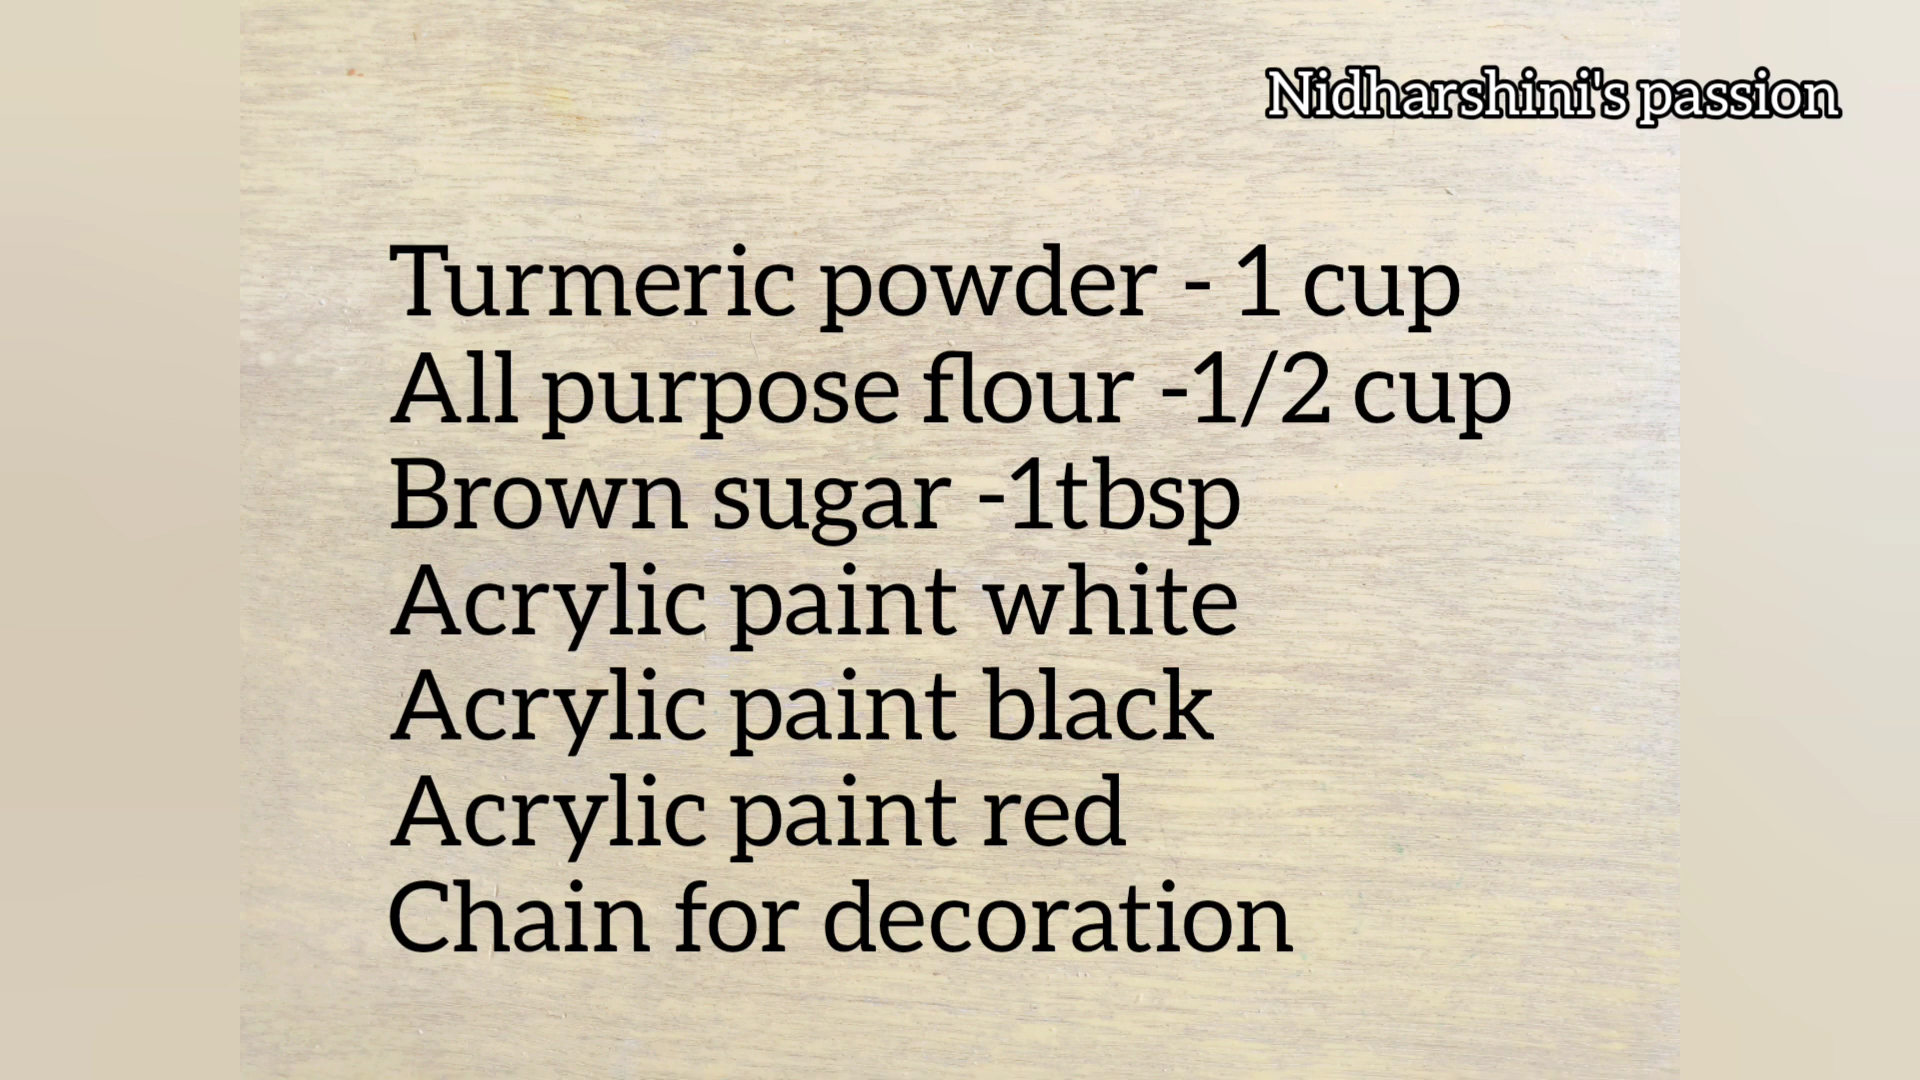 Nidharshini's passion
Turmeric powder - 1 cup
All purpose flour -1/2 cup
Brown sugar -1tbsp
Acrylic paint white
Acrylic paint black
Acrylic paint red
Chain for decoration